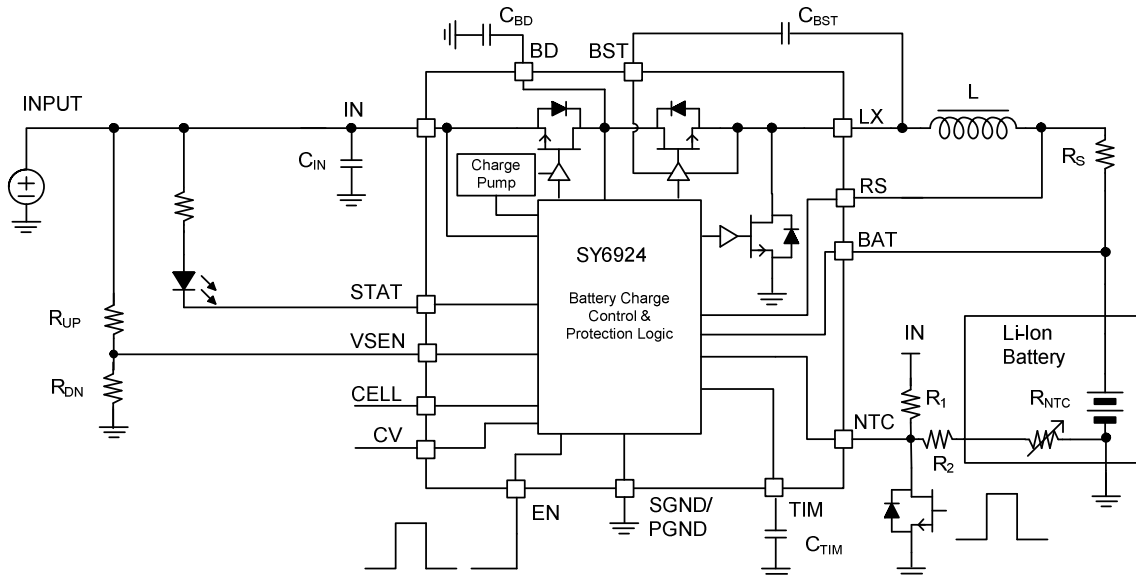 C_BD
C_BST
BD
BST
INPUT
IN
LX
L
C_IN
Charge
Pump
R_S
RS
SY6924
BAT
STAT
Battery Charge
Control &
Protection Logic
R_UP
VSEN
IN
Li-Ion
Battery
R_DN
CELL
R_1
R_NTC
CV
NTC
R_2
EN
SGND/
PGND
TIM
C_TIM